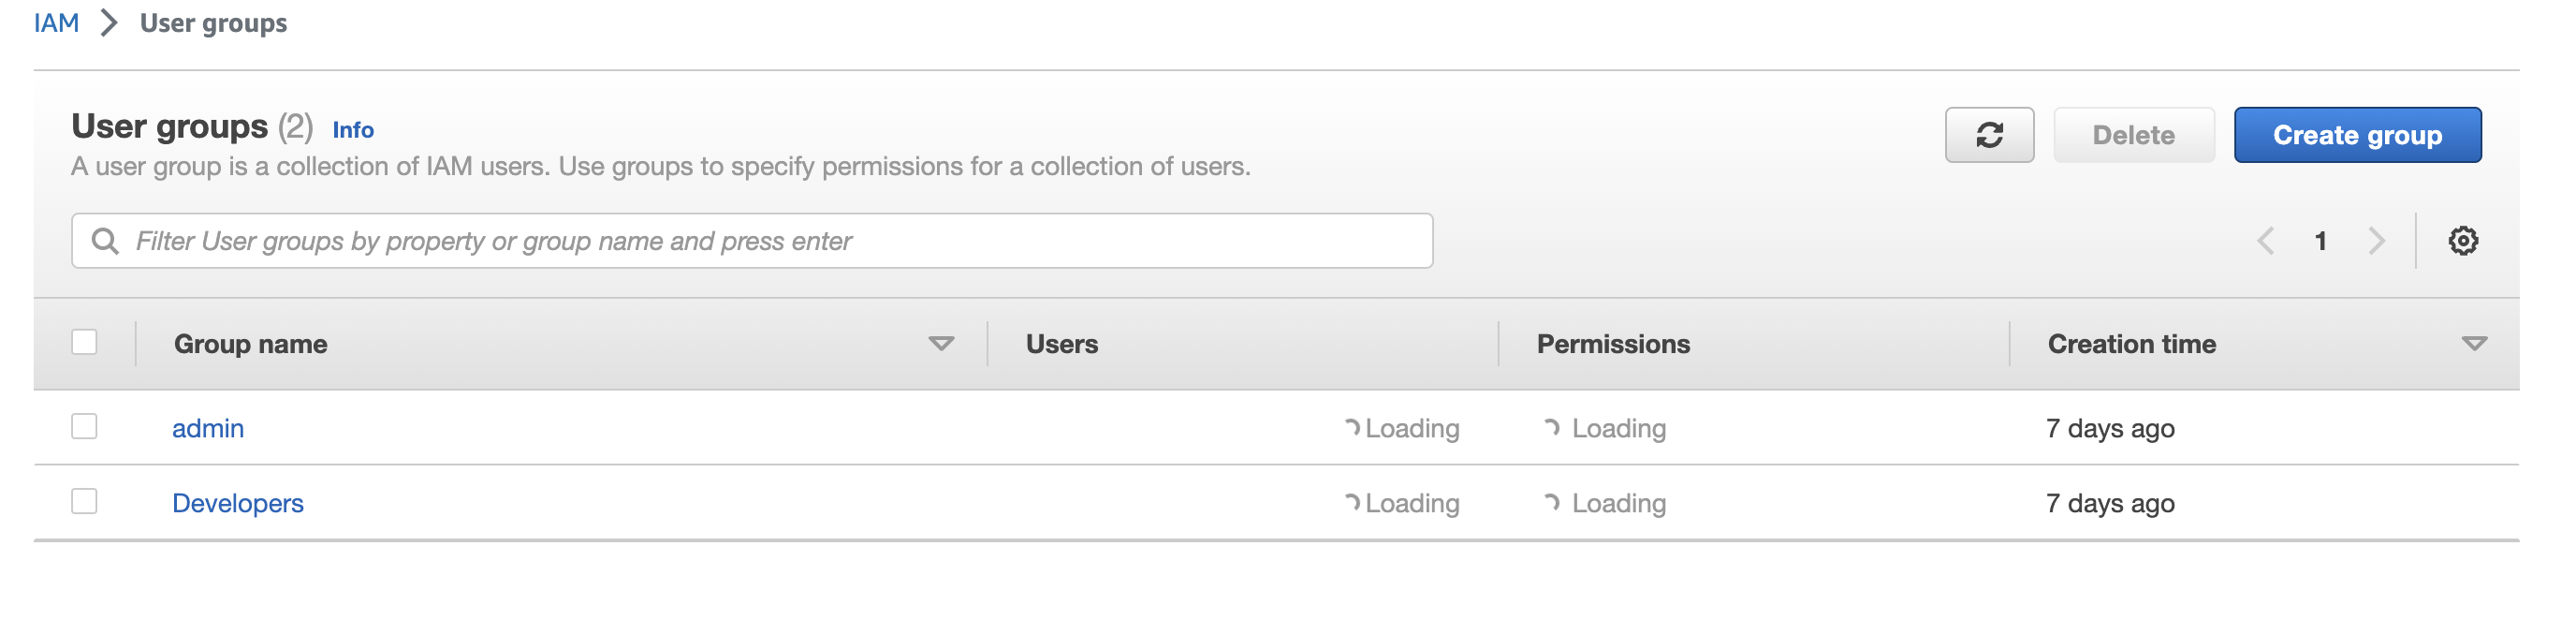 IAM > User groups
User groups (2) Info
A user group is a collection of IAM users. Use groups to specify permissions for a collection of users.
Delete
Create group
Filter User groups by property or group name and press enter
1
Group name Users Permissions Creation time
admin Loading Loading 7 days ago
Developers Loading Loading 7 days ago